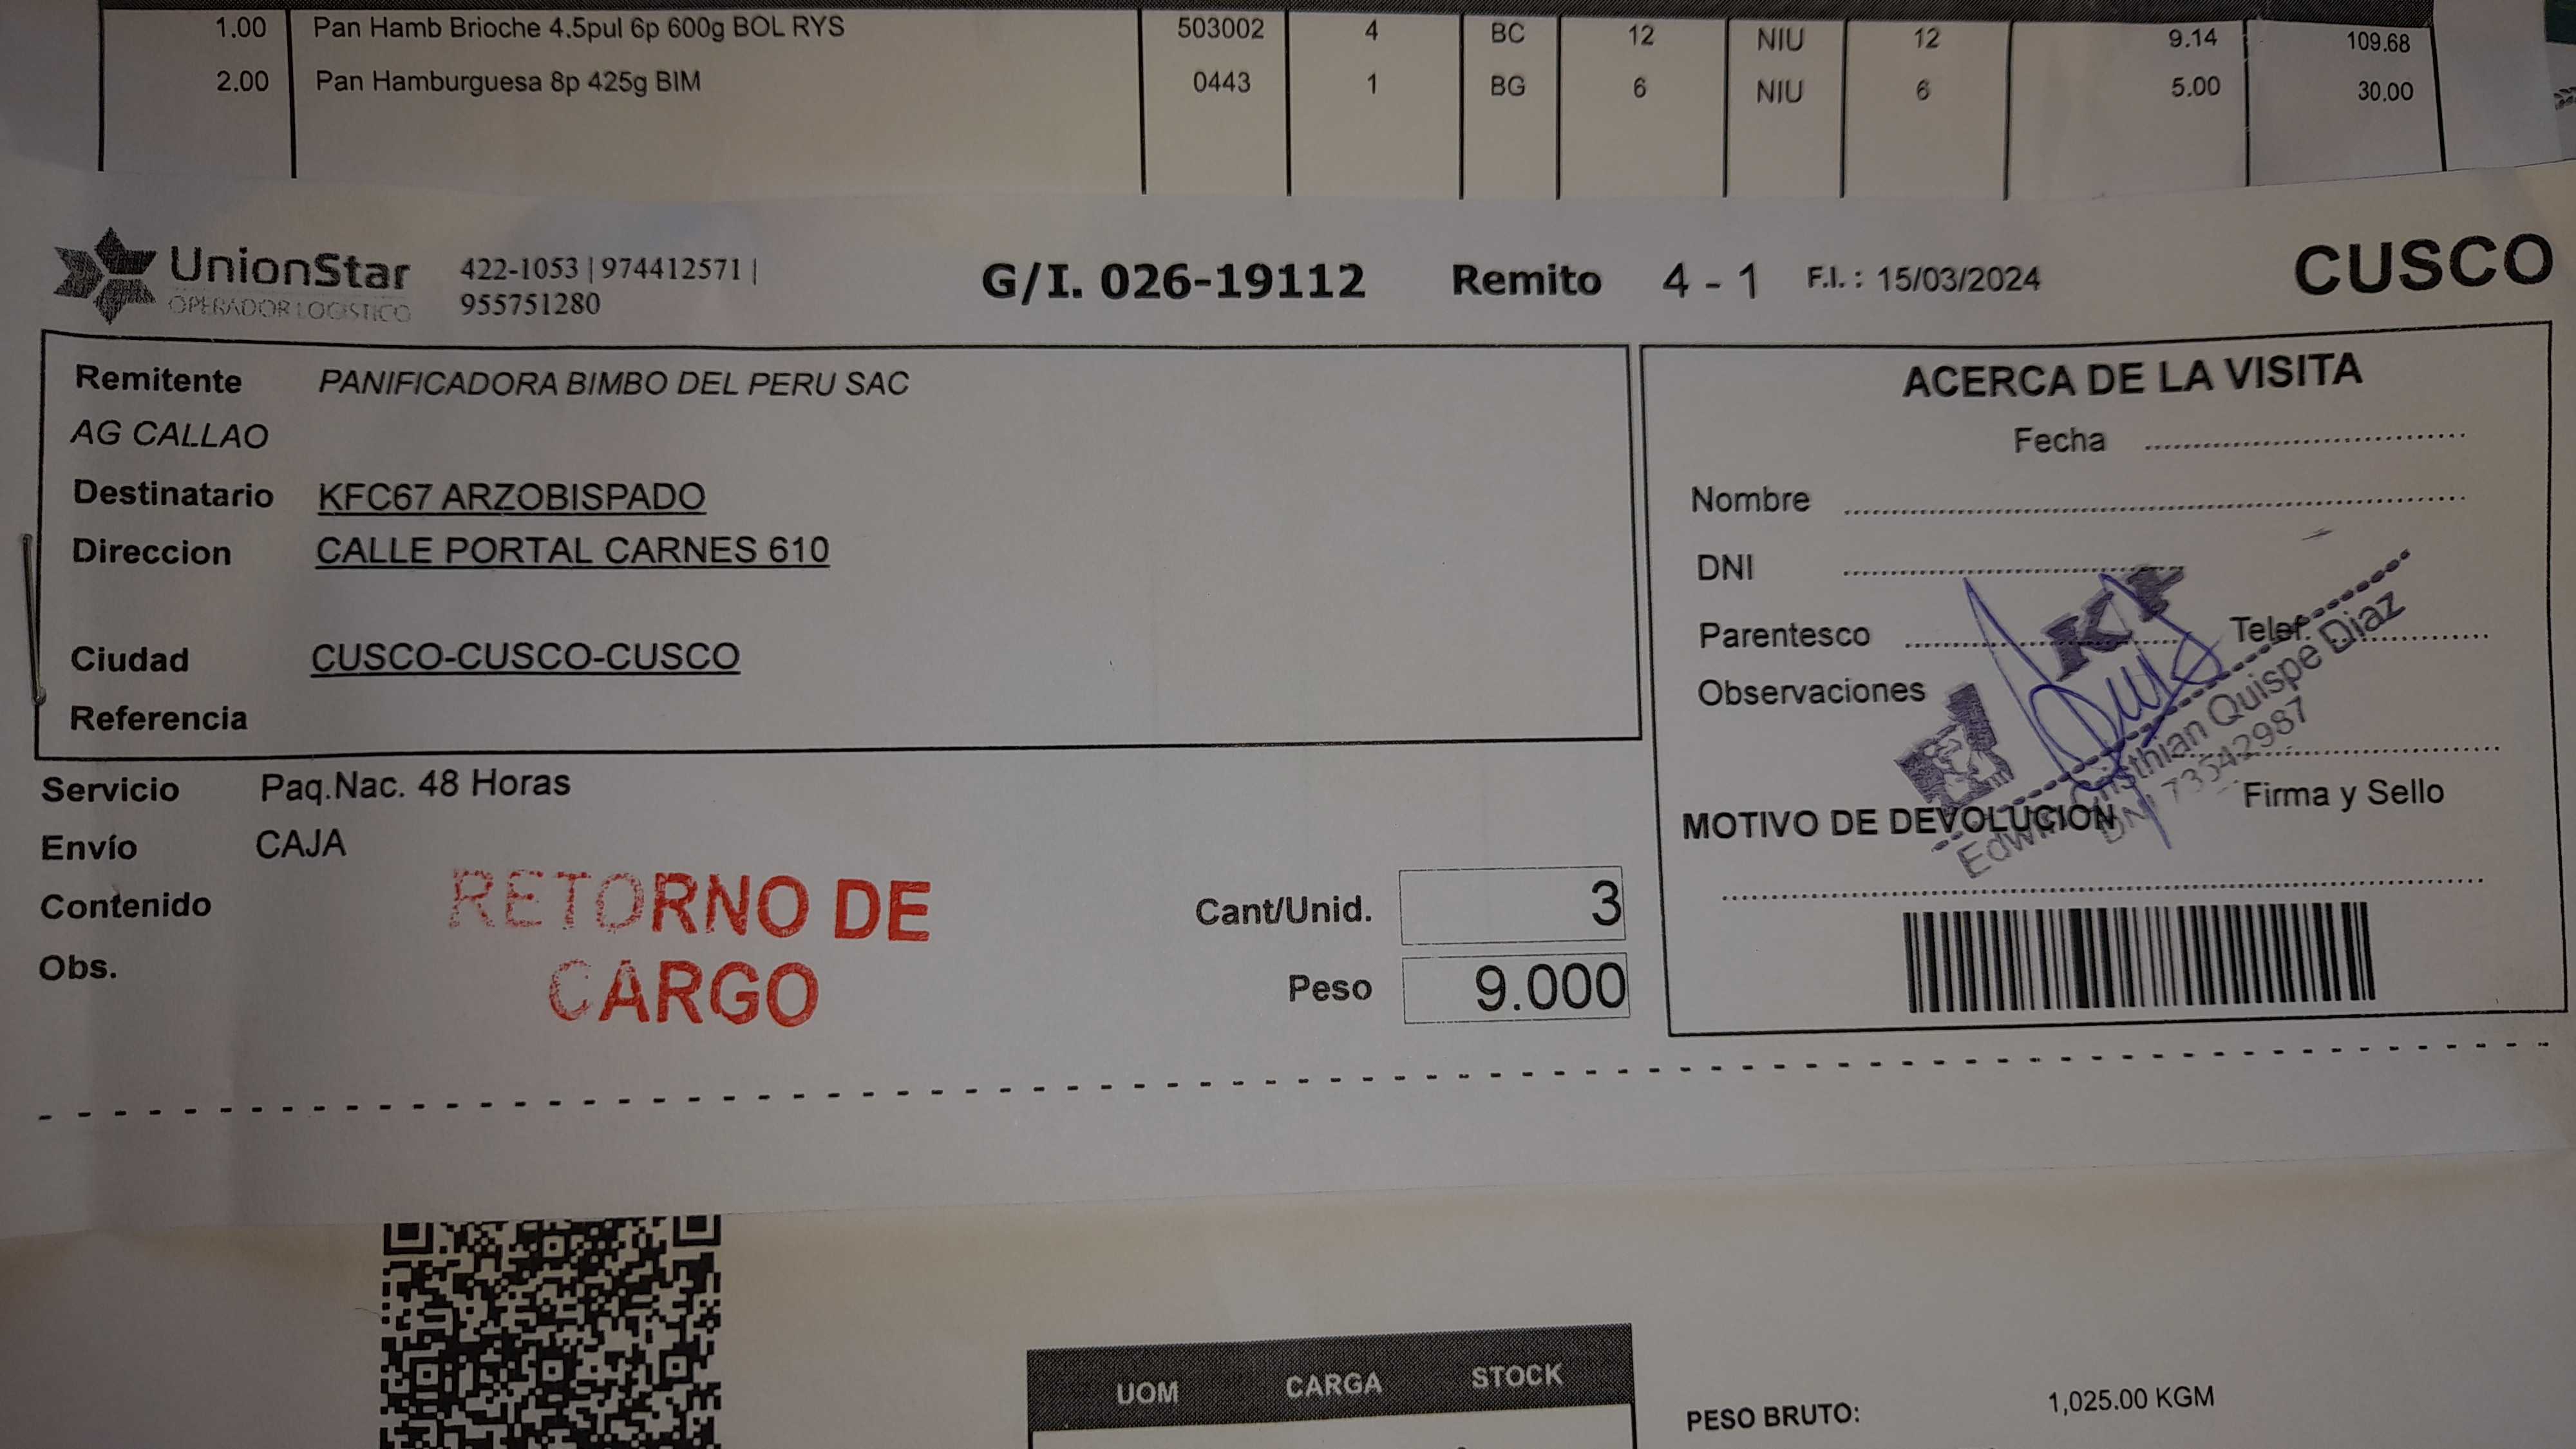 1.00 Pan Hamb Brioche 4.5pul 6p 600g BOL RYS 503002 4 BC 12 NIU 12 9.14 109.68
2.00 Pan Hamburguesa 8p 425g BIM 0443 1 BG 6 NIU 6 5.00 30.00
UnionStar
OPERADOR LOGISTICO
422-1053 | 974412571 |
955751280
G/I. 026-19112 Remito 4 - 1 F.I. : 15/03/2024 CUSCO
Remitente PANIFICADORA BIMBO DEL PERU SAC
AG CALLAO
Destinatario KFC67 ARZOBISPADO
Direccion CALLE PORTAL CARNES 610
Ciudad CUSCO-CUSCO-CUSCO
Referencia
Servicio Paq.Nac. 48 Horas
Envío CAJA
Contenido
Obs.
RETORNO DE
CARGO
Cant/Unid. 3
Peso 9.000
ACERCA DE LA VISITA
Fecha
Nombre
DNI
Parentesco Telef.
Observaciones
Quispe Diaz
DNI 73542987
Firma y Sello
MOTIVO DE DEVOLUCION
UOM CARGA STOCK
PESO BRUTO: 1,025.00 KGM